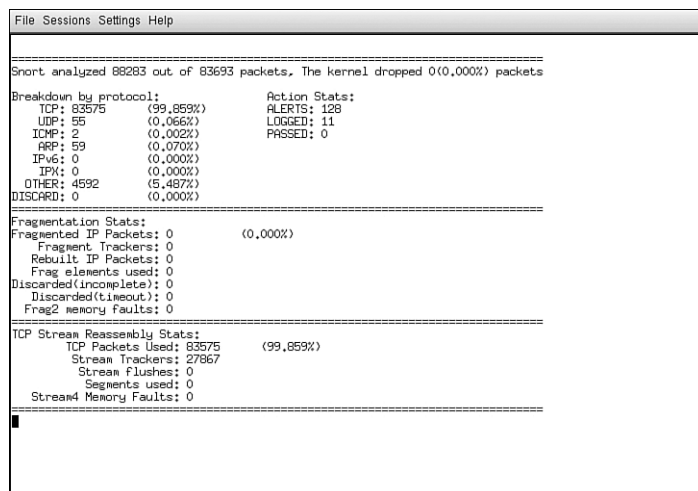 File Sessions Settings Help
===============================================================================
Snort analyzed 88283 out of 83693 packets, The kernel dropped 0(0.000%) packets
Breakdown by protocol: Action Stats:
TCP: 83575 (99.859%) ALERTS: 128
UDP: 55 (0.066%) LOGGED: 11
ICMP: 2 (0.002%) PASSED: 0
ARP: 59 (0.070%)
IPv6: 0 (0.000%)
IPX: 0 (0.000%)
OTHER: 4592 (5.487%)
DISCARD: 0 (0.000%)
===============================================================================
Fragmentation Stats:
Fragmented IP Packets: 0 (0.000%)
Fragment Trackers: 0
Rebuilt IP Packets: 0
Frag elements used: 0
Discarded(incomplete): 0
Discarded(timeout): 0
Frag2 memory faults: 0
===============================================================================
TCP Stream Reassembly Stats:
TCP Packets Used: 83575 (99.859%)
Stream Trackers: 27867
Stream flushes: 0
Segments used: 0
Stream4 Memory Faults: 0
===============================================================================